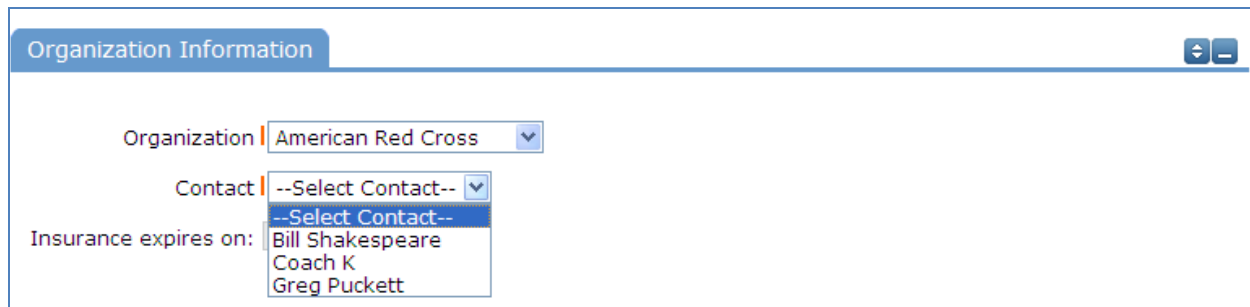 Organization Information
Organization American Red Cross
Contact --Select Contact--
--Select Contact--
Insurance expires on: Bill Shakespeare
Coach K
Greg Puckett